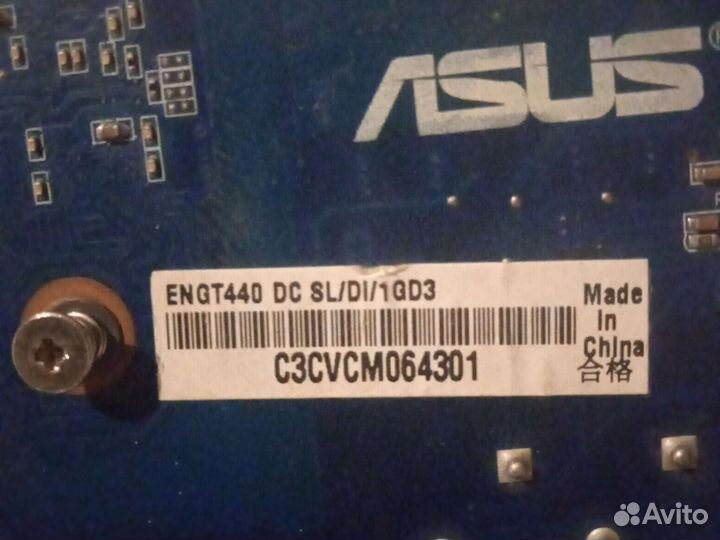 ASUS
ENGT440 DC SL/DI/1GD3
C3CVCM064301
Made
in
China
合格
Avito